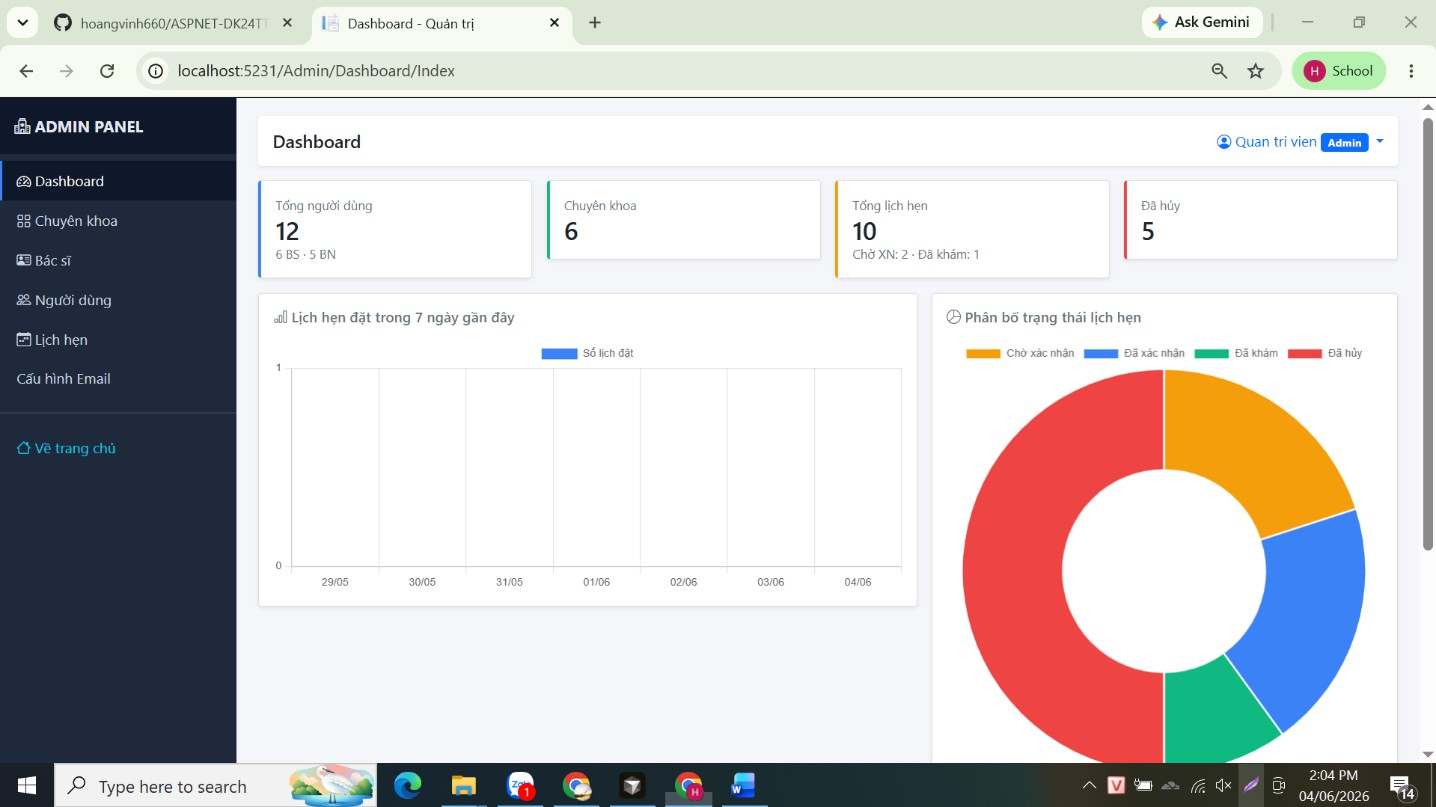 hoangvinh660/ASPNET-DK24TT
Dashboard - Quản trị
Ask Gemini
localhost:5231/Admin/Dashboard/Index
H School
ADMIN PANEL
Dashboard
Chuyên khoa
Bác sĩ
Người dùng
Lịch hẹn
Cấu hình Email
Về trang chủ
Dashboard
Quan tri vien Admin
Tổng người dùng
12
6 BS · 5 BN
Chuyên khoa
6
Tổng lịch hẹn
10
Chờ XN: 2 · Đã khám: 1
Đã hủy
5
Lịch hẹn đặt trong 7 ngày gần đây
Số lịch đặt
1
0
29/05 30/05 31/05 01/06 02/06 03/06 04/06
Phân bố trạng thái lịch hẹn
Chờ xác nhận Đã xác nhận Đã khám Đã hủy
Type here to search
Zalo
1
H
W
V
2:04 PM
04/06/2026
14